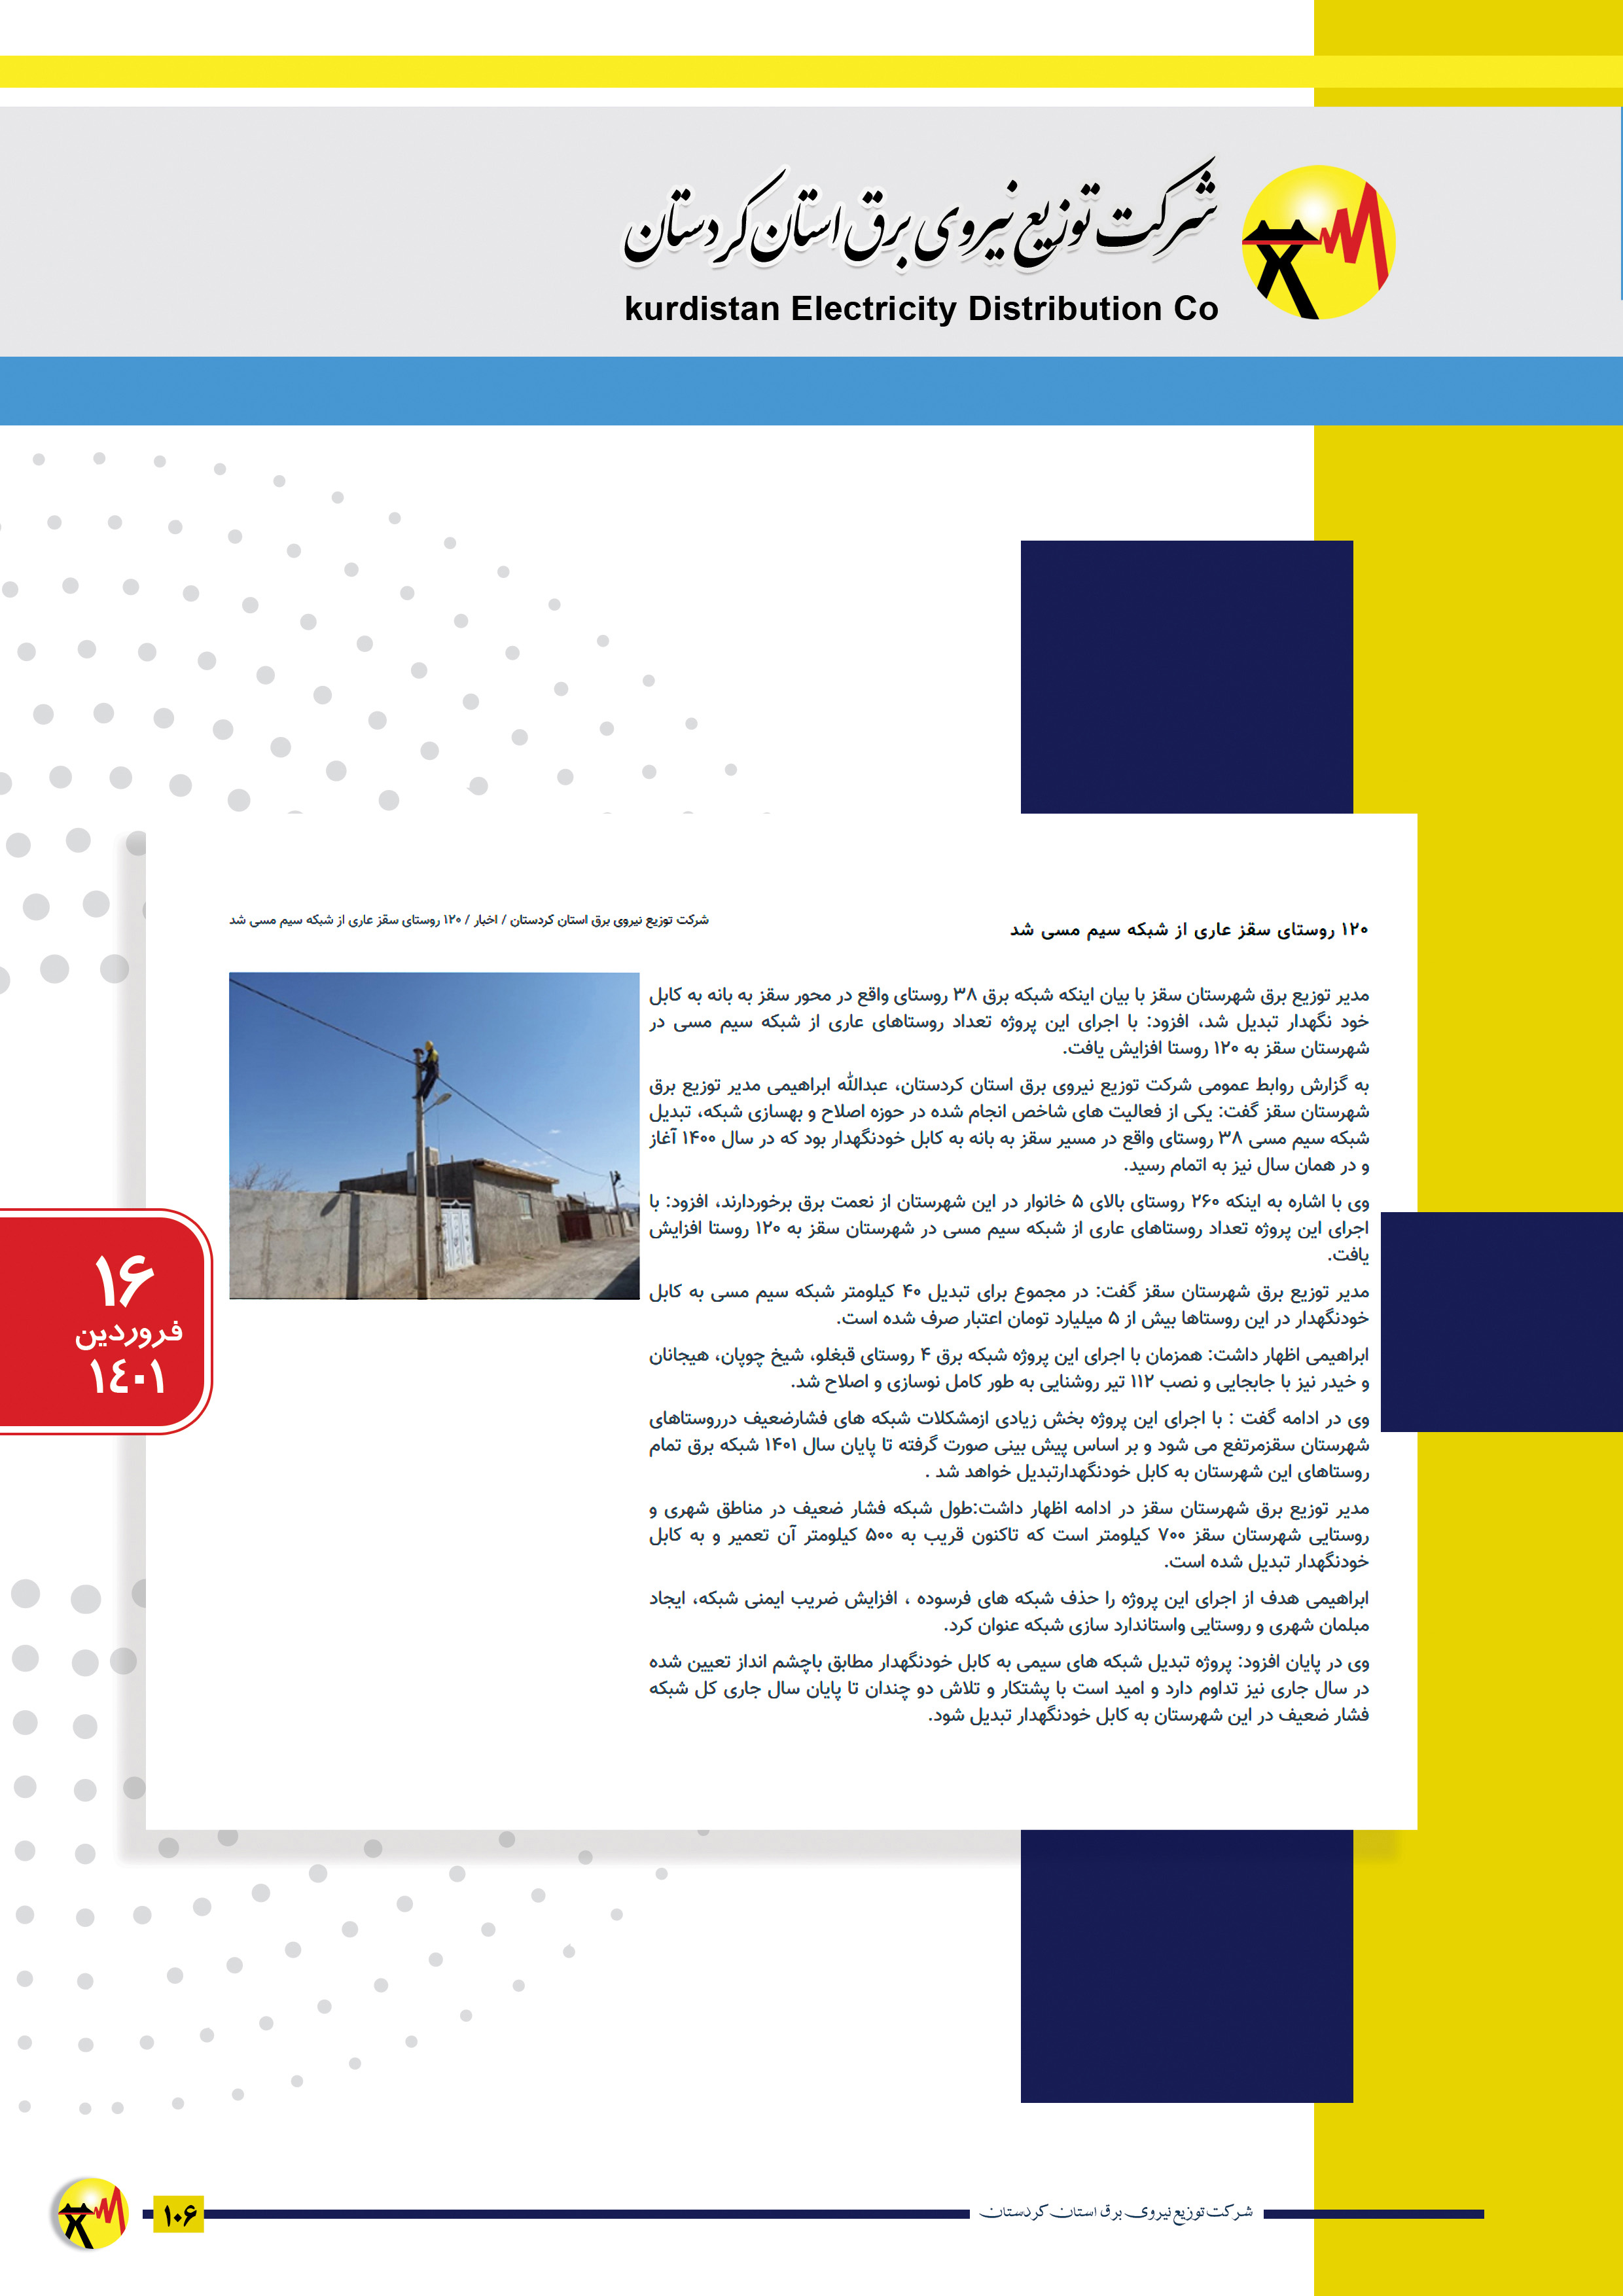 شرکت توزیع نیروی برق استان کردستان
kurdistan Electricity Distribution Co
۱۲۰ روستای سقز عاری از شبکه سیم مسی شد
شرکت توزیع نیروی برق استان کردستان / اخبار / ۱۲۰ روستای سقز عاری از شبکه سیم مسی شد
مدیر توزیع برق شهرستان سقز با بیان اینکه شبکه برق ۳۸ روستای واقع در محور سقز به بانه به کابل
خود نگهدار تبدیل شد، افزود: با اجرای این پروژه تعداد روستاهای عاری از شبکه سیم مسی در
شهرستان سقز به ۱۲۰ روستا افزایش یافت.
به گزارش روابط عمومی شرکت توزیع نیروی برق استان کردستان، عبدالله ابراهیمی مدیر توزیع برق
شهرستان سقز گفت: یکی از فعالیت های شاخص انجام شده در حوزه اصلاح و بهسازی شبکه، تبدیل
شبکه سیم مسی ۳۸ روستای واقع در مسیر سقز به بانه به کابل خودنگهدار بود که در سال ۱۴۰۰ آغاز
و در همان سال نیز به اتمام رسید.
وی با اشاره به اینکه ۲۶۰ روستای بالای ۵ خانوار در این شهرستان از نعمت برق برخوردارند، افزود: با
اجرای این پروژه تعداد روستاهای عاری از شبکه سیم مسی در شهرستان سقز به ۱۲۰ روستا افزایش
یافت.
مدیر توزیع برق شهرستان سقز گفت: در مجموع برای تبدیل ۴۰ کیلومتر شبکه سیم مسی به کابل
خودنگهدار در این روستاها بیش از ۵ میلیارد تومان اعتبار صرف شده است.
ابراهیمی اظهار داشت: همزمان با اجرای این پروژه شبکه برق ۴ روستای قبغلو، شیخ چوپان، هیجانان
و خیدر نیز با جابجایی و نصب ۱۱۲ تیر روشنایی به طور کامل نوسازی و اصلاح شد.
وی در ادامه گفت : با اجرای این پروژه بخش زیادی ازمشکلات شبکه های فشارضعیف درروستاهای
شهرستان سقزمرتفع می شود و بر اساس پیش بینی صورت گرفته تا پایان سال ۱۴۰۱ شبکه برق تمام
روستاهای این شهرستان به کابل خودنگهدارتبدیل خواهد شد .
مدیر توزیع برق شهرستان سقز در ادامه اظهار داشت:طول شبکه فشار ضعیف در مناطق شهری و
روستایی شهرستان سقز ۷۰۰ کیلومتر است که تاکنون قریب به ۵۰۰ کیلومتر آن تعمیر و به کابل
خودنگهدار تبدیل شده است.
ابراهیمی هدف از اجرای این پروژه را حذف شبکه های فرسوده ، افزایش ضریب ایمنی شبکه، ایجاد
مبلمان شهری و روستایی واستاندارد سازی شبکه عنوان کرد.
وی در پایان افزود: پروژه تبدیل شبکه های سیمی به کابل خودنگهدار مطابق باچشم انداز تعیین شده
در سال جاری نیز تداوم دارد و امید است با پشتکار و تلاش دو چندان تا پایان سال جاری کل شبکه
فشار ضعیف در این شهرستان به کابل خودنگهدار تبدیل شود.
۱۶
فروردین
۱٤۰۱
شرکت توزیع نیروی برق استان کردستان
۱۰۶